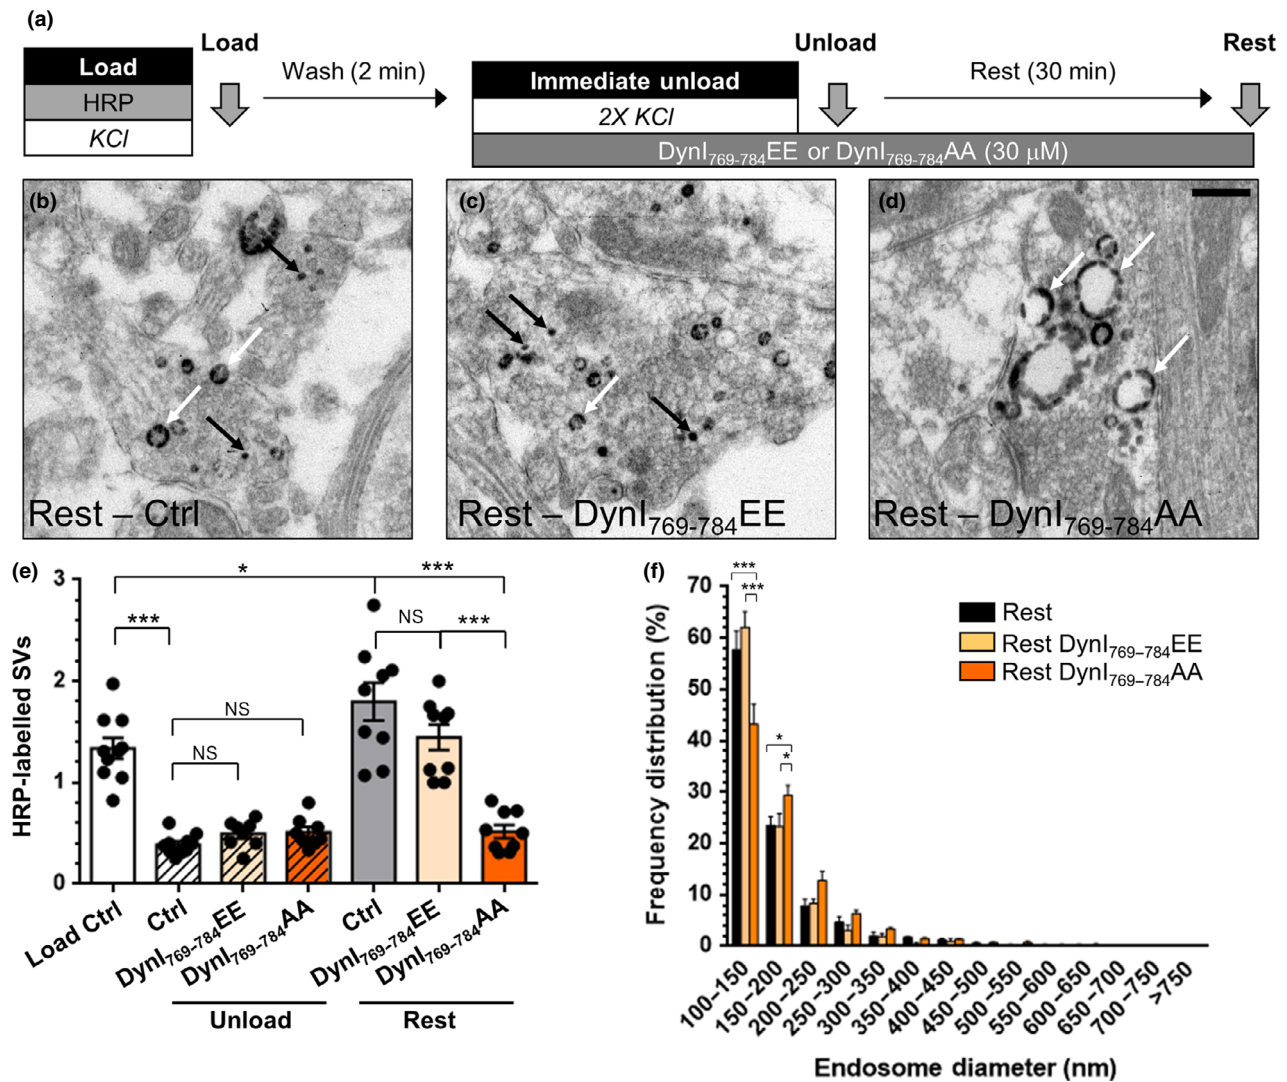 (a)
Load
HRP
KCl
Load
Wash (2 min)
Immediate unload
2X KCl
Unload
Rest (30 min)
Rest
DynI769-784EE or DynI769-784AA (30 µM)
(b)
Rest – Ctrl
(c)
Rest – DynI769-784EE
(d)
Rest – DynI769-784AA
(e)
HRP-labelled SVs
3
2
1
0
*
***
***
NS
***
NS
NS
Load Ctrl
Ctrl
DynI769-784EE
DynI769-784AA
Ctrl
DynI769-784EE
DynI769-784AA
Unload
Rest
(f)
Frequency distribution (%)
70
60
50
40
30
20
10
0
***
***
*
*
Rest
Rest DynI769–784EE
Rest DynI769–784AA
100–150
150–200
200–250
250–300
300–350
350–400
400–450
450–500
500–550
550–600
600–650
650–700
700–750
>750
Endosome diameter (nm)